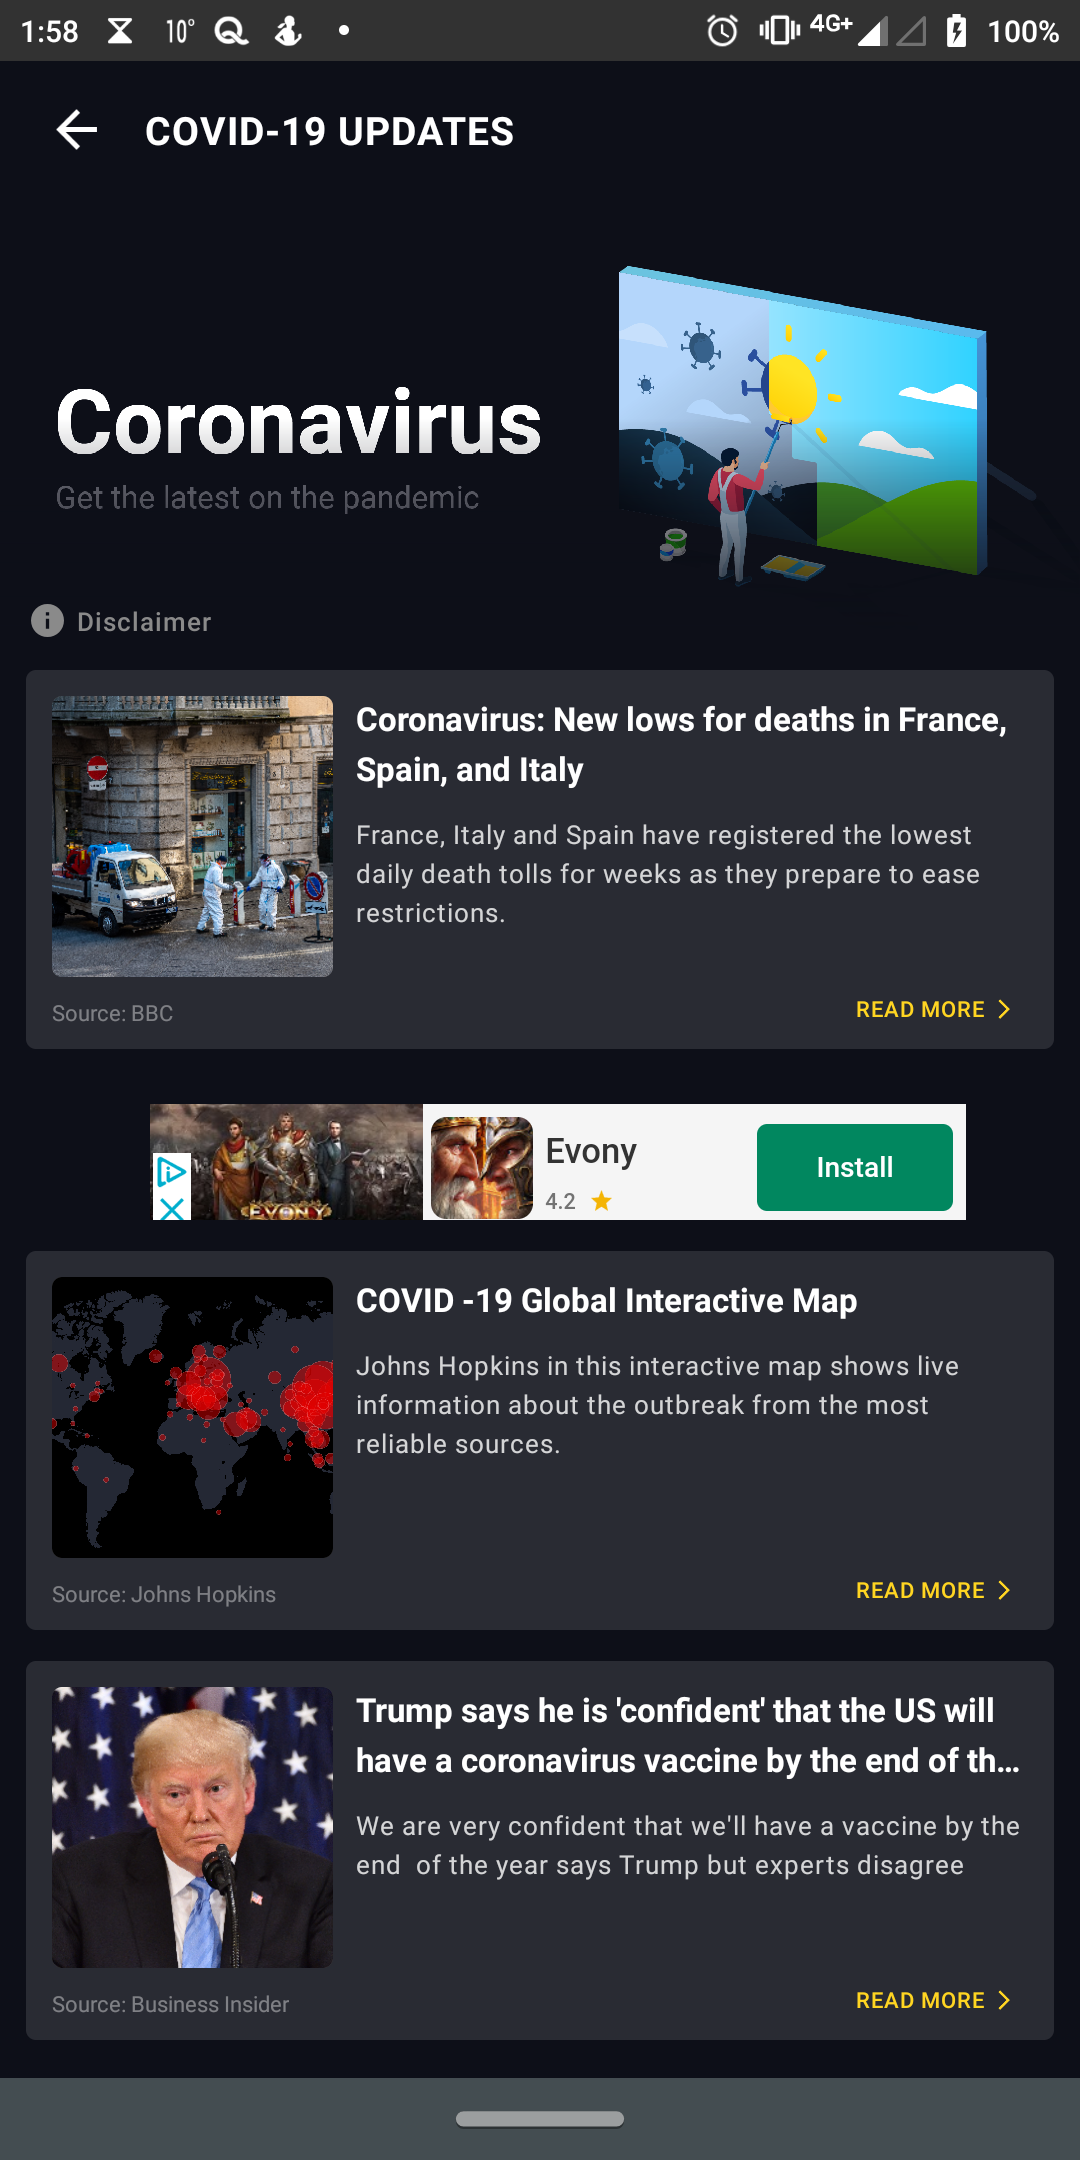 1:58
10°
4G+
100%
COVID-19 UPDATES
Coronavirus
Get the latest on the pandemic
Disclaimer
Coronavirus: New lows for deaths in France,
Spain, and Italy
France, Italy and Spain have registered the lowest
daily death tolls for weeks as they prepare to ease
restrictions.
Source: BBC
READ MORE
EVONY
Evony
4.2
Install
COVID -19 Global Interactive Map
Johns Hopkins in this interactive map shows live
information about the outbreak from the most
reliable sources.
Source: Johns Hopkins
READ MORE
Trump says he is 'confident' that the US will
have a coronavirus vaccine by the end of th...
We are very confident that we'll have a vaccine by the
end  of the year says Trump but experts disagree
Source: Business Insider
READ MORE